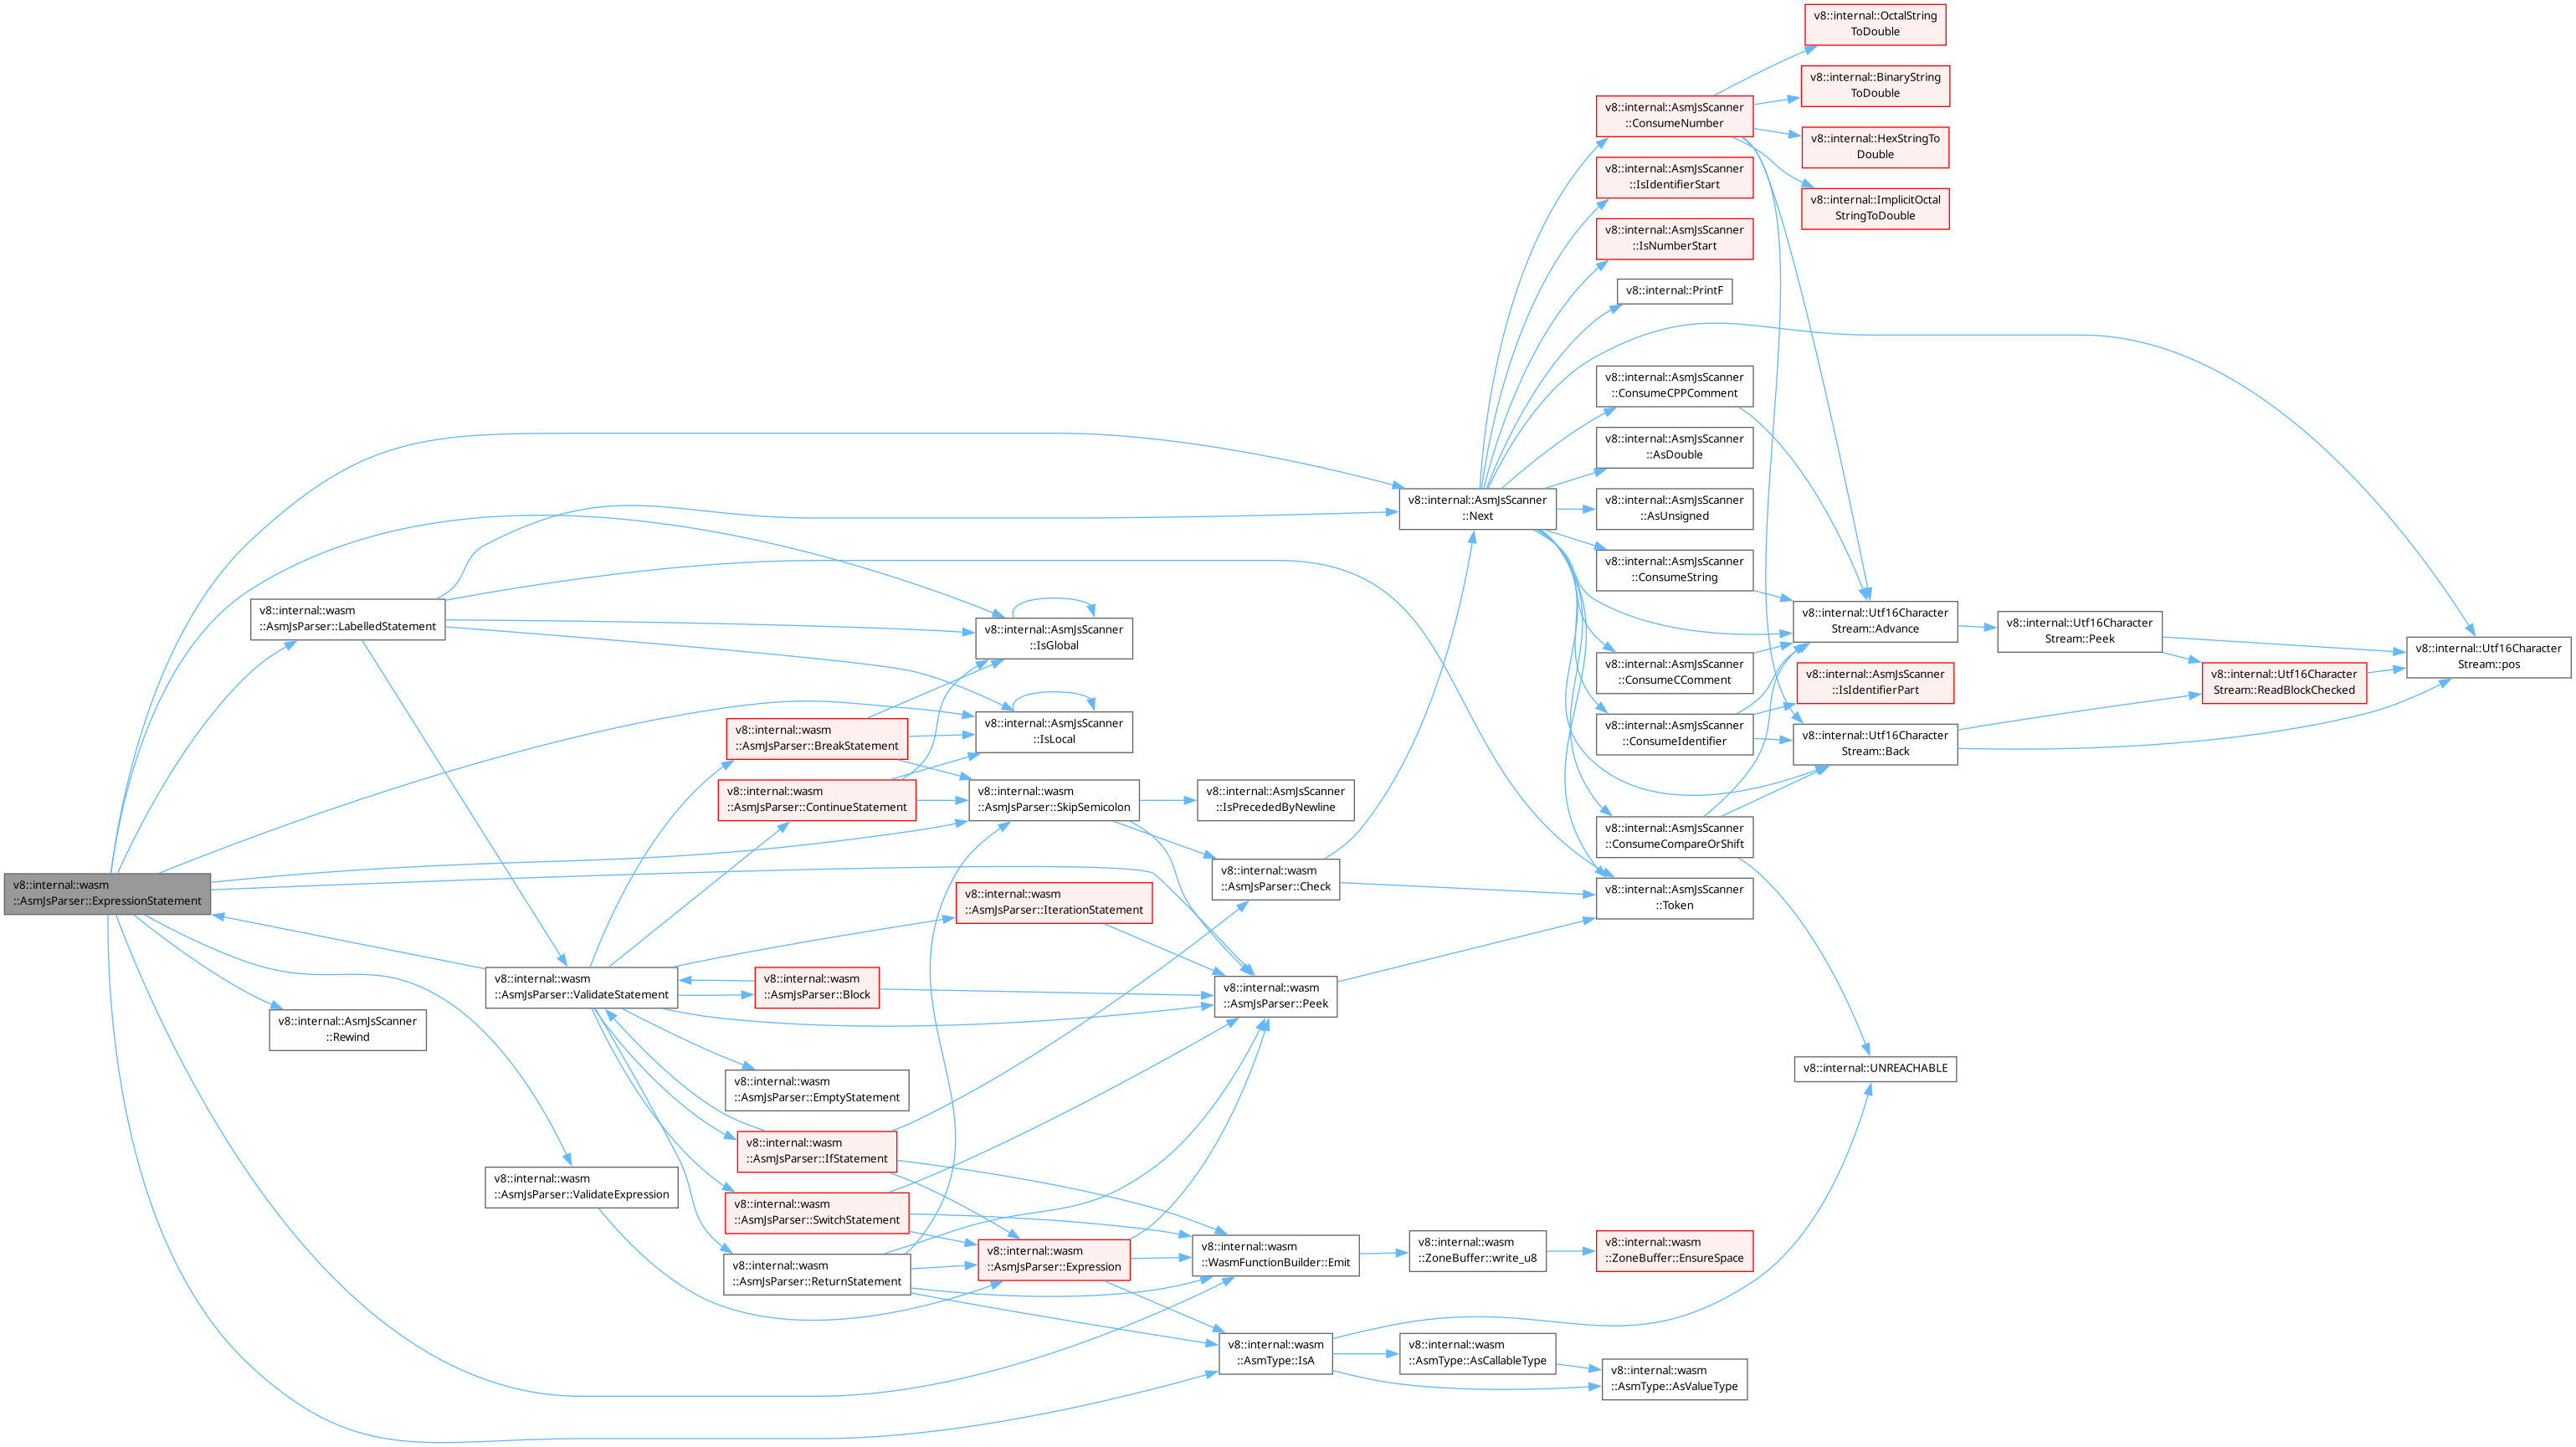 v8::internal::OctalString
ToDouble
v8::internal::BinaryString
ToDouble
v8::internal::AsmJsScanner
::ConsumeNumber
v8::internal::HexStringTo
Double
v8::internal::AsmJsScanner
::IsIdentifierStart
v8::internal::ImplicitOctal
StringToDouble
v8::internal::AsmJsScanner
::IsNumberStart
v8::internal::PrintF
v8::internal::AsmJsScanner
::ConsumeCPPComment
v8::internal::AsmJsScanner
::AsDouble
v8::internal::AsmJsScanner
::Next
v8::internal::AsmJsScanner
::AsUnsigned
v8::internal::AsmJsScanner
::ConsumeString
v8::internal::wasm
::AsmJsParser::LabelledStatement
v8::internal::AsmJsScanner
::IsGlobal
v8::internal::Utf16Character
Stream::Advance
v8::internal::Utf16Character
Stream::Peek
v8::internal::Utf16Character
Stream::pos
v8::internal::AsmJsScanner
::ConsumeCComment
v8::internal::AsmJsScanner
::IsIdentifierPart
v8::internal::Utf16Character
Stream::ReadBlockChecked
v8::internal::wasm
::AsmJsParser::BreakStatement
v8::internal::AsmJsScanner
::IsLocal
v8::internal::AsmJsScanner
::ConsumeIdentifier
v8::internal::Utf16Character
Stream::Back
v8::internal::wasm
::AsmJsParser::ContinueStatement
v8::internal::wasm
::AsmJsParser::SkipSemicolon
v8::internal::AsmJsScanner
::IsPrecededByNewline
v8::internal::AsmJsScanner
::ConsumeCompareOrShift
v8::internal::wasm
::AsmJsParser::ExpressionStatement
v8::internal::wasm
::AsmJsParser::IterationStatement
v8::internal::wasm
::AsmJsParser::Check
v8::internal::AsmJsScanner
::Token
v8::internal::wasm
::AsmJsParser::ValidateStatement
v8::internal::wasm
::AsmJsParser::Block
v8::internal::wasm
::AsmJsParser::Peek
v8::internal::AsmJsScanner
::Rewind
v8::internal::wasm
::AsmJsParser::EmptyStatement
v8::internal::UNREACHABLE
v8::internal::wasm
::AsmJsParser::IfStatement
v8::internal::wasm
::AsmJsParser::ValidateExpression
v8::internal::wasm
::AsmJsParser::SwitchStatement
v8::internal::wasm
::AsmJsParser::ReturnStatement
v8::internal::wasm
::AsmJsParser::Expression
v8::internal::wasm
::WasmFunctionBuilder::Emit
v8::internal::wasm
::ZoneBuffer::write_u8
v8::internal::wasm
::ZoneBuffer::EnsureSpace
v8::internal::wasm
::AsmType::IsA
v8::internal::wasm
::AsmType::AsCallableType
v8::internal::wasm
::AsmType::AsValueType